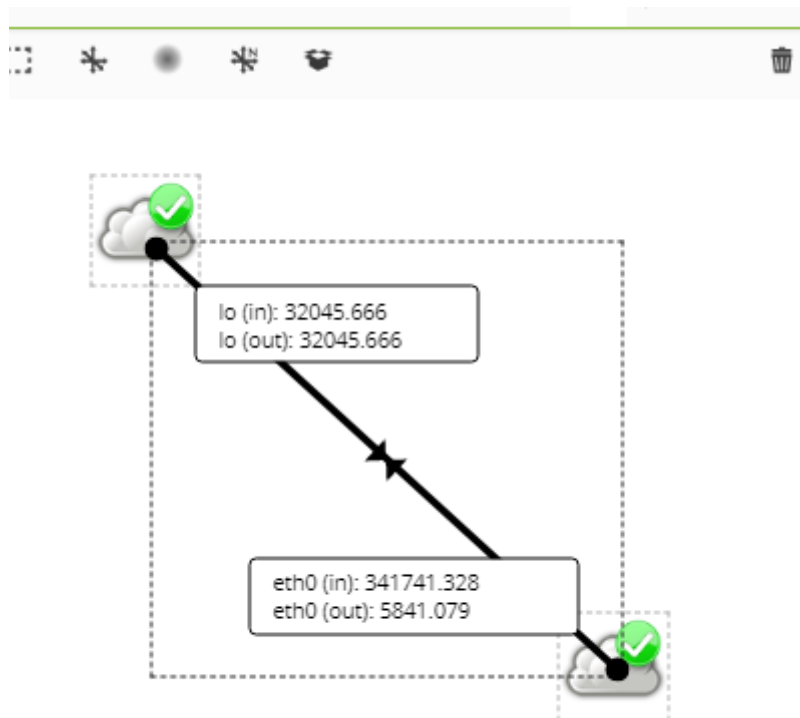 N
lo (in): 32045.666
lo (out): 32045.666
eth0 (in): 341741.328
eth0 (out): 5841.079